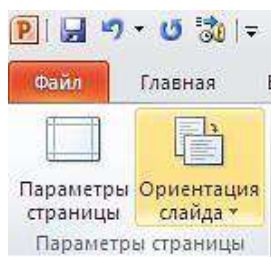 P
Файл Главная
Параметры Ориентация
страницы слайда
Параметры страницы